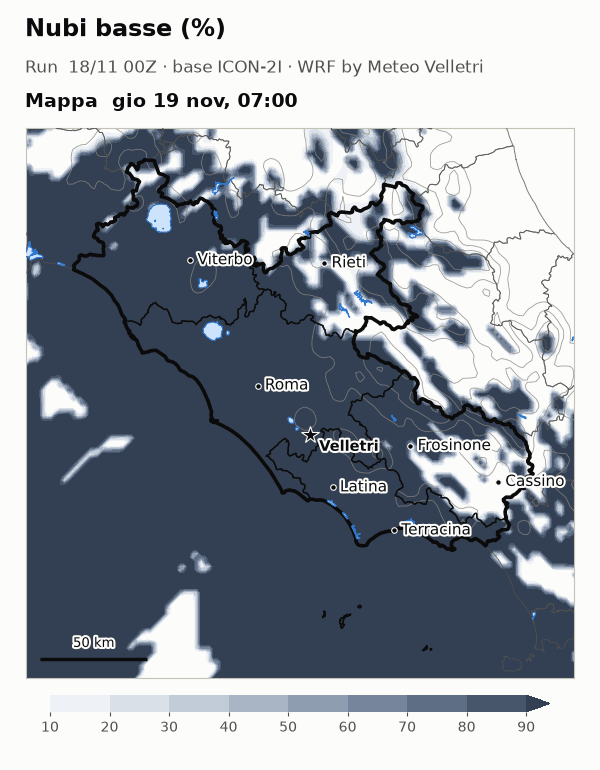 Nubi basse (%)
Run  18/11 00Z · base ICON-2I · WRF by Meteo Velletri
Mappa  gio 19 nov, 07:00
Viterbo
Rieti
Roma
Velletri
Frosinone
Cassino
Latina
Terracina
50 km
10 20 30 40 50 60 70 80 90